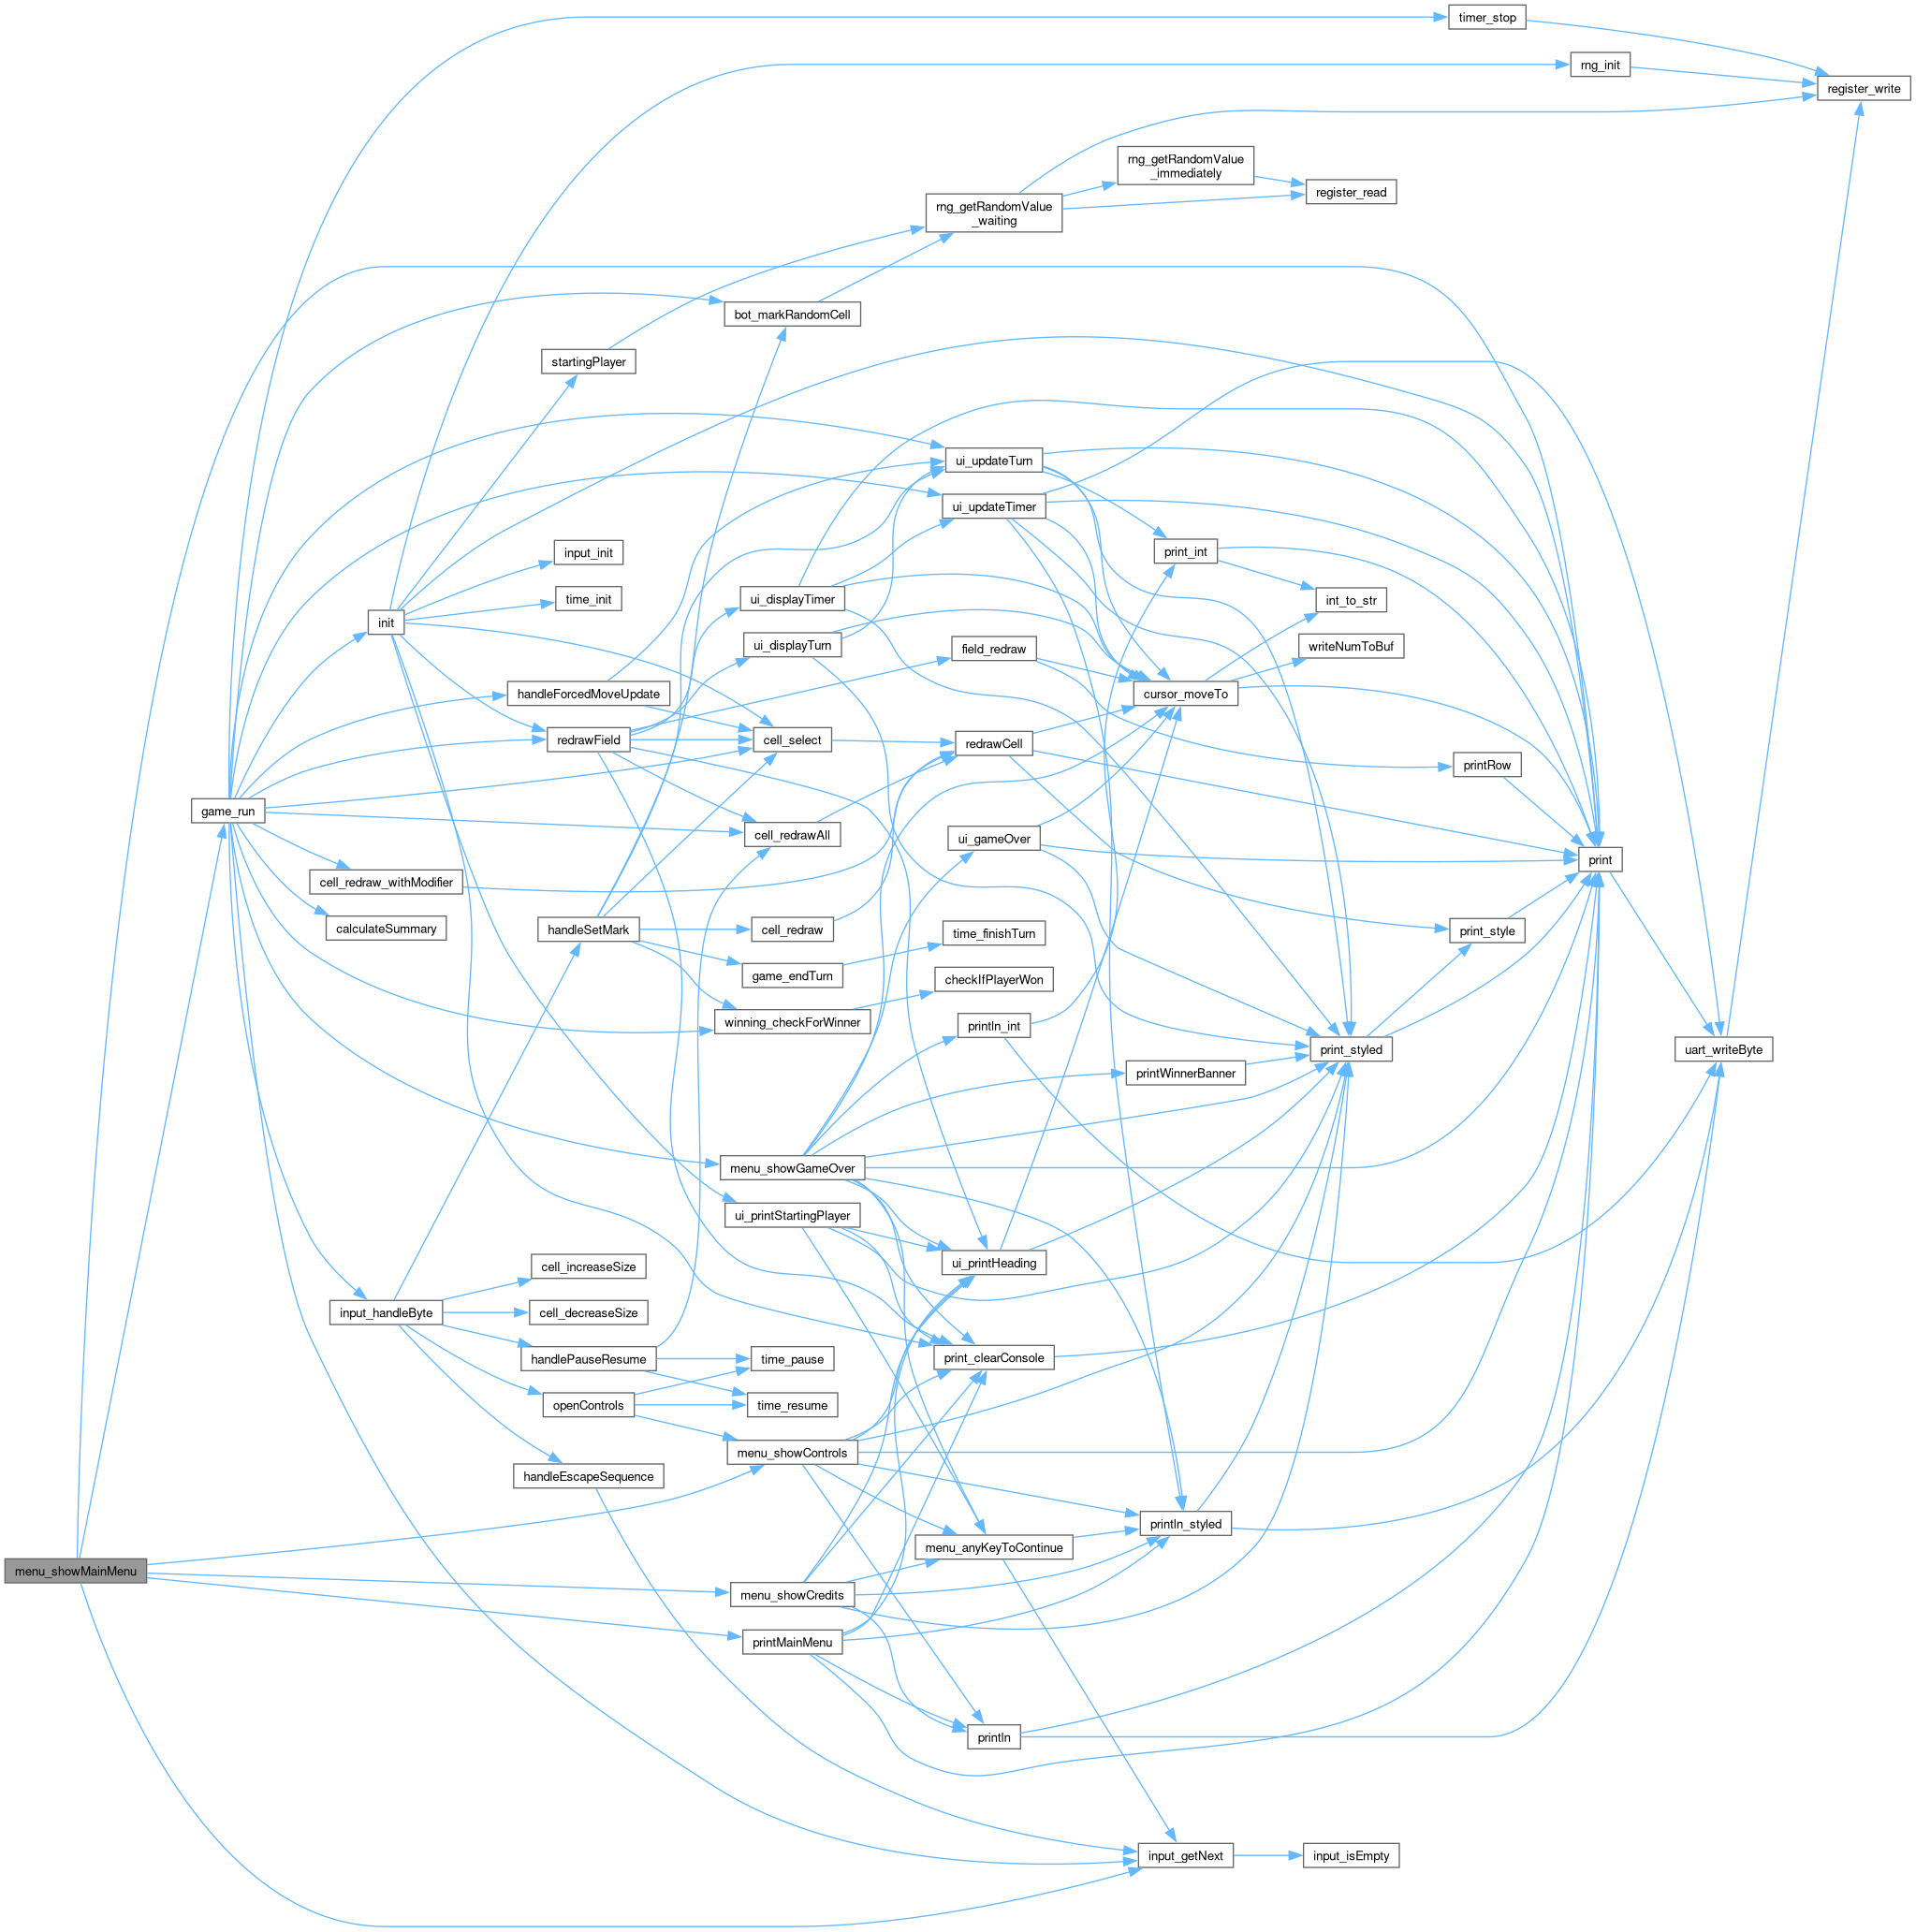 timer_stop
rng_init
register_write
rng_getRandomValue
_immediately
register_read
rng_getRandomValue
_waiting
bot_markRandomCell
startingPlayer
ui_updateTurn
ui_updateTimer
input_init
print_int
time_init
ui_displayTimer
int_to_str
init
ui_displayTurn
field_redraw
writeNumToBuf
handleForcedMoveUpdate
cursor_moveTo
redrawField
cell_select
redrawCell
printRow
game_run
cell_redrawAll
ui_gameOver
print
cell_redraw_withModifier
calculateSummary
handleSetMark
cell_redraw
time_finishTurn
print_style
game_endTurn
checkIfPlayerWon
winning_checkForWinner
println_int
print_styled
uart_writeByte
printWinnerBanner
menu_showGameOver
ui_printStartingPlayer
ui_printHeading
cell_increaseSize
input_handleByte
cell_decreaseSize
handlePauseResume
time_pause
print_clearConsole
openControls
time_resume
menu_showControls
handleEscapeSequence
println_styled
menu_anyKeyToContinue
menu_showMainMenu
menu_showCredits
printMainMenu
println
input_getNext
input_isEmpty